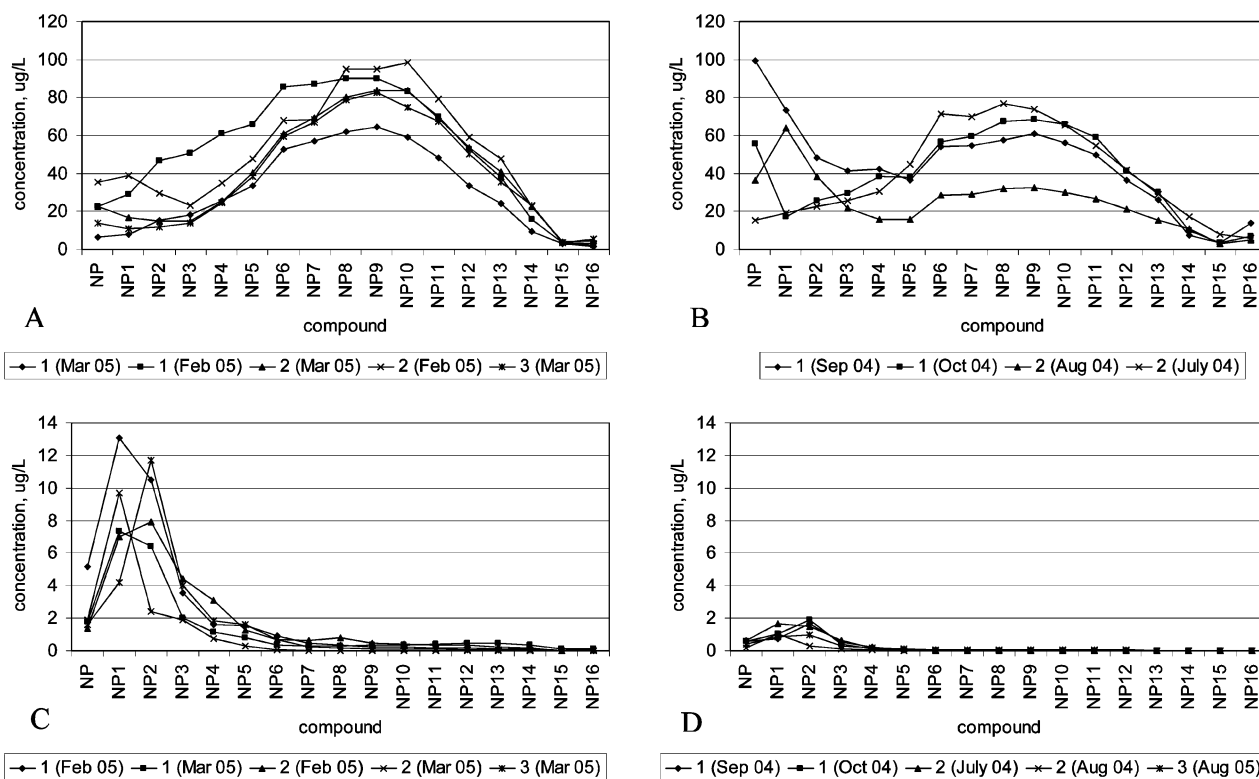 120
100
80
60
40
20
0
concentration, ug/L
NP NP1 NP2 NP3 NP4 NP5 NP6 NP7 NP8 NP9 NP10 NP11 NP12 NP13 NP14 NP15 NP16
A
compound
1 (Mar 05) 1 (Feb 05) 2 (Mar 05) 2 (Feb 05) 3 (Mar 05)
120
100
80
60
40
20
0
concentration, ug/L
NP NP1 NP2 NP3 NP4 NP5 NP6 NP7 NP8 NP9 NP10 NP11 NP12 NP13 NP14 NP15 NP16
B
compound
1 (Sep 04) 1 (Oct 04) 2 (Aug 04) 2 (July 04)
14
12
10
8
6
4
2
0
concentration, ug/L
NP NP1 NP2 NP3 NP4 NP5 NP6 NP7 NP8 NP9 NP10 NP11 NP12 NP13 NP14 NP15 NP16
C
compound
1 (Feb 05) 1 (Mar 05) 2 (Feb 05) 2 (Mar 05) 3 (Mar 05)
14
12
10
8
6
4
2
0
concentration, ug/L
NP NP1 NP2 NP3 NP4 NP5 NP6 NP7 NP8 NP9 NP10 NP11 NP12 NP13 NP14 NP15 NP16
D
compound
1 (Sep 04) 1 (Oct 04) 2 (July 04) 2 (Aug 04) 3 (Aug 05)